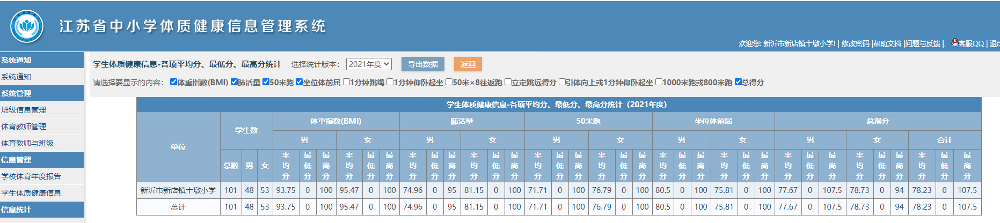 江苏省中小学体质健康信息管理系统
欢迎您: 新沂市新店镇十墩小学! | 修改密码 |帮助文档 |问题与反馈 | 客服QQ | 退出
系统通知
系统通知
系统管理
班级信息管理
体育教师管理
体育教师与班级
信息管理
学校体育年度报告
学生体质健康信息
信息统计
学生体质健康信息-各项平均分、最低分、最高分统计 选择统计版本: 2021年度 导出数据 返回
请选择要显示的内容: 体重指数(BMI) 肺活量 50米跑 坐位体前屈 1分钟跳绳 1分钟仰卧起坐 50米×8往返跑 立定跳远得分 引体向上或1分钟仰卧起坐 1000米跑或800米跑 总得分
学生体质健康信息-各项平均分、最低分、最高分统计（2021年度）
单位 学生数 体重指数(BMI) 肺活量 50米跑 坐位体前屈 总得分
男 女 男 女 男 女 男 女 男 女 合计
总数 男 女 平均分 最低分 最高分 平均分 最低分 最高分 平均分 最低分 最高分 平均分 最低分 最高分 平均分 最低分 最高分 平均分 最低分 最高分 平均分 最低分 最高分 平均分 最低分 最高分 平均分 最低分 最高分 平均分 最低分 最高分 平均分 最低分 最高分
新沂市新店镇十墩小学 101 48 53 93.75 0 100 95.47 0 100 74.96 0 95 81.15 0 100 71.71 0 100 76.79 0 100 80.5 0 100 75.81 0 100 77.67 0 107.5 78.73 0 94 78.23 0 107.5
总计 101 48 53 93.75 0 100 95.47 0 100 74.96 0 95 81.15 0 100 71.71 0 100 76.79 0 100 80.5 0 100 75.81 0 100 77.67 0 107.5 78.73 0 94 78.23 0 107.5